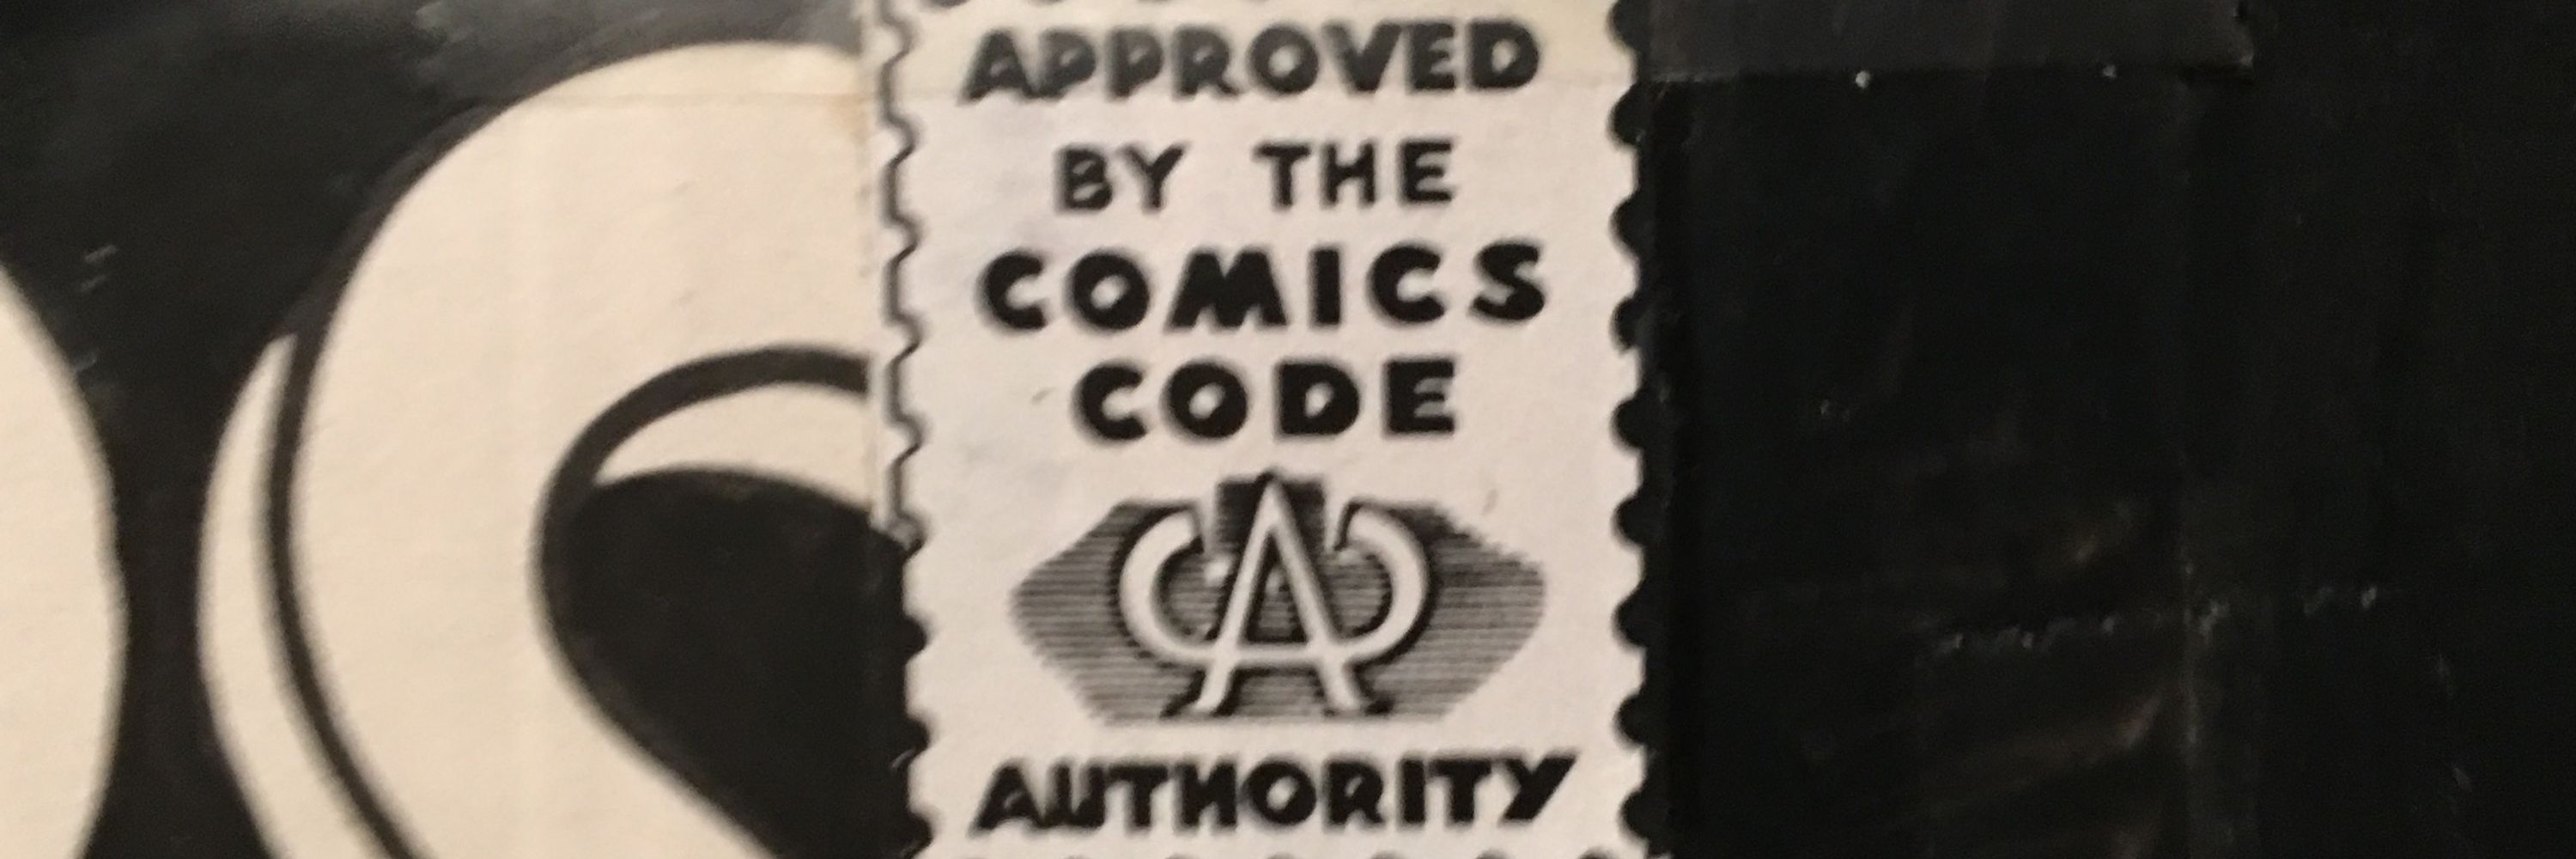 APPROVED
BY THE
COMICS
CODE
CA
AUTHORITY